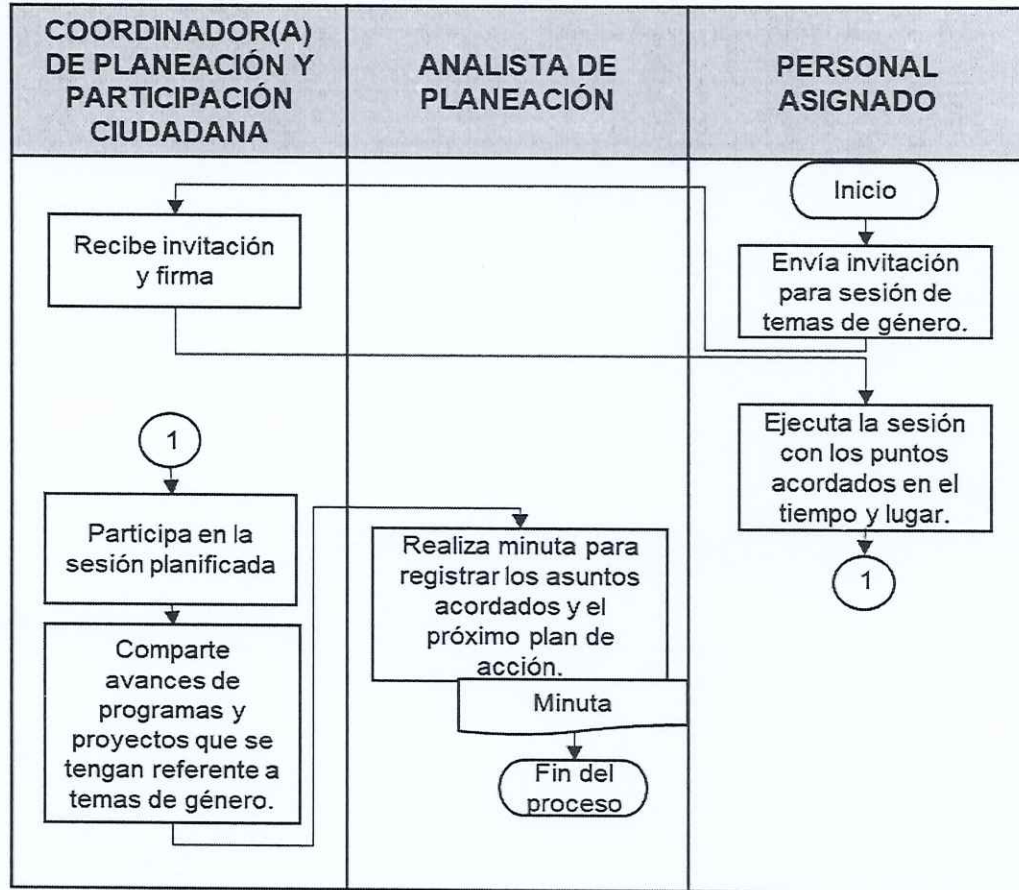 COORDINADOR(A)
DE PLANEACIÓN Y
PARTICIPACIÓN
CIUDADANA
ANALISTA DE
PLANEACIÓN
PERSONAL
ASIGNADO
Inicio
Recibe invitación
y firma
Envía invitación
para sesión de
temas de género.
Ejecuta la sesión
con los puntos
acordados en el
tiempo y lugar.
1
1
Participa en la
sesión planificada
Comparte
avances de
programas y
proyectos que se
tengan referente a
temas de género.
Realiza minuta para
registrar los asuntos
acordados y el
próximo plan de
acción.
Minuta
Fin del
proceso